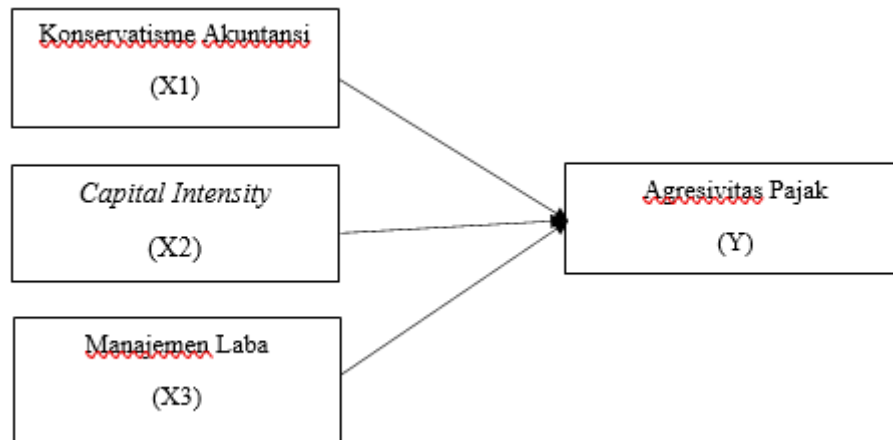 Konservatisme Akuntansi
(X1)
Capital Intensity
(X2)
Manajemen Laba
(X3)
Agresivitas Pajak
(Y)